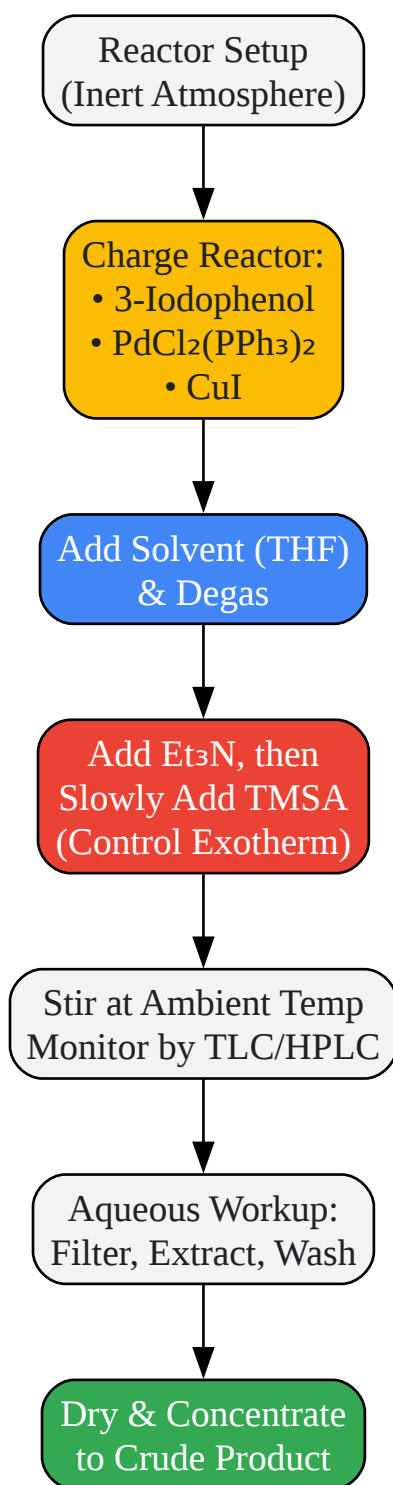 Reactor Setup
(Inert Atmosphere)
Charge Reactor:
• 3-Iodophenol
• PdCl₂(PPh₃)₂
• CuI
Add Solvent (THF)
& Degas
Add Et₃N, then
Slowly Add TMSA
(Control Exotherm)
Stir at Ambient Temp
Monitor by TLC/HPLC
Aqueous Workup:
Filter, Extract, Wash
Dry & Concentrate
to Crude Product